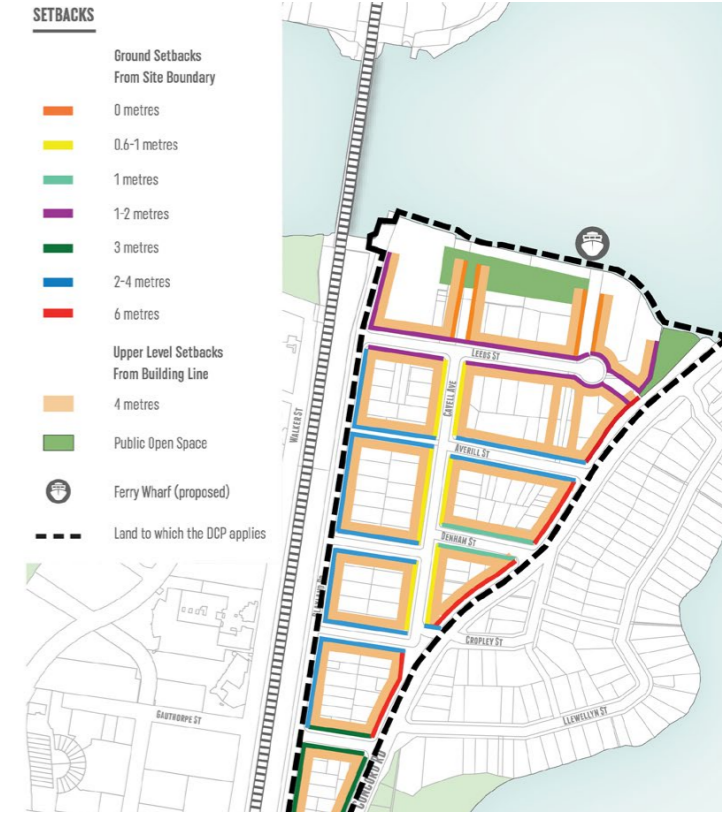 SETBACKS
Ground Setbacks
From Site Boundary
0 metres
0.6-1 metres
1 metres
1-2 metres
3 metres
2-4 metres
6 metres
Upper Level Setbacks
From Building Line
4 metres
Public Open Space
Ferry Wharf (proposed)
Land to which the DCP applies
LEEDS ST
CAVELL AVE
WALKER ST
AVERILL ST
DENHAM ST
CROPLEY ST
LLEWELLYN ST
GAUTHORPE ST
CONCORD RD